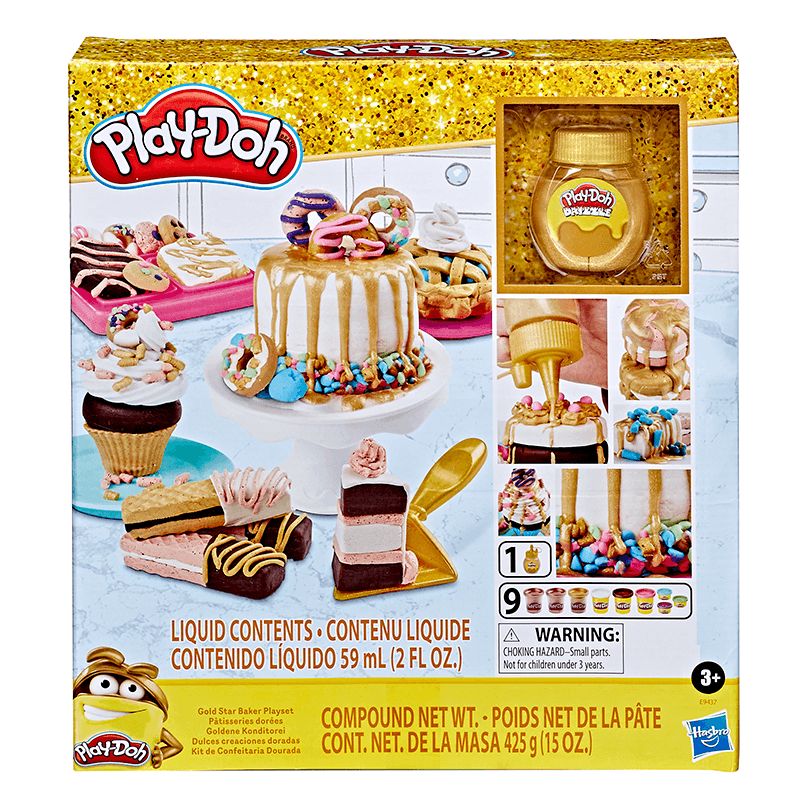 Play-Doh
Play-Doh
Play-Doh
DRIZZLE
1
9
LIQUID CONTENTS • CONTENU LIQUIDE
CONTENIDO LÍQUIDO 59 mL (2 FL OZ.)
WARNING:
CHOKING HAZARD–Small parts.
Not for children under 3 years.
3+
E9437
Gold Star Baker Playset
Pâtisseries dorées
Goldene Konditorei
Dulces creaciones doradas
Kit de Confeitaria Dourada
COMPOUND NET WT. • POIDS NET DE LA PÂTE
CONT. NET. DE LA MASA 425 g (15 OZ.)
Play-Doh
Hasbro